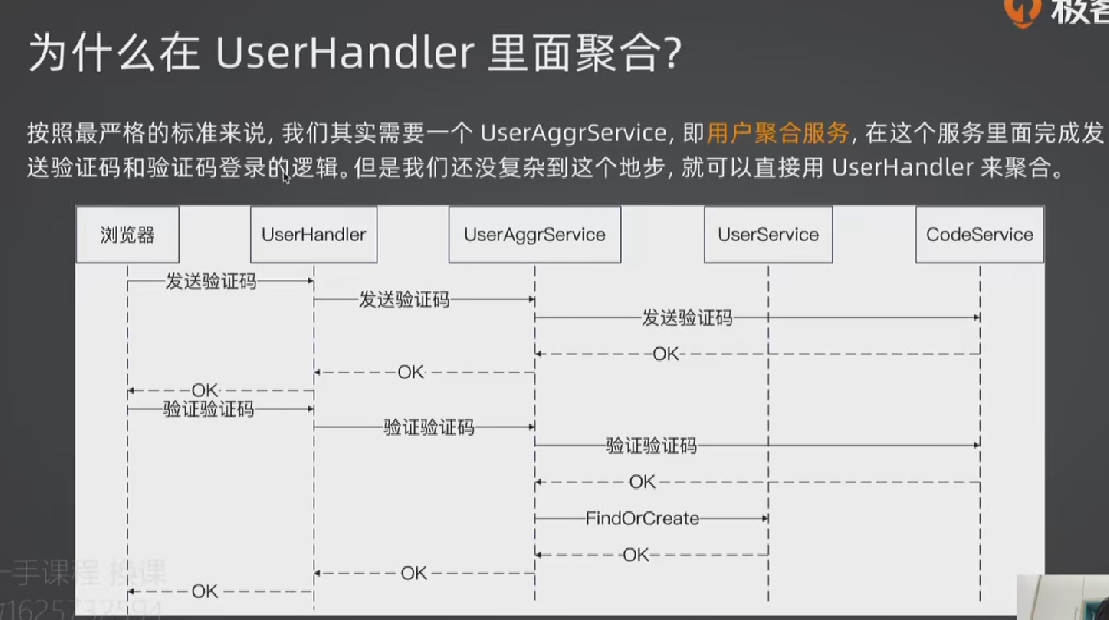 极客
为什么在 UserHandler 里面聚合?
按照最严格的标准来说, 我们其实需要一个 UserAggrService, 即用户聚合服务, 在这个服务里面完成发
送验证码和验证码登录的逻辑。但是我们还没复杂到这个地步, 就可以直接用 UserHandler 来聚合。
浏览器 UserHandler UserAggrService UserService CodeService
发送验证码
发送验证码
发送验证码
OK
OK
OK
验证验证码
验证验证码
验证验证码
OK
FindOrCreate
OK
OK
OK
一手课程 换课